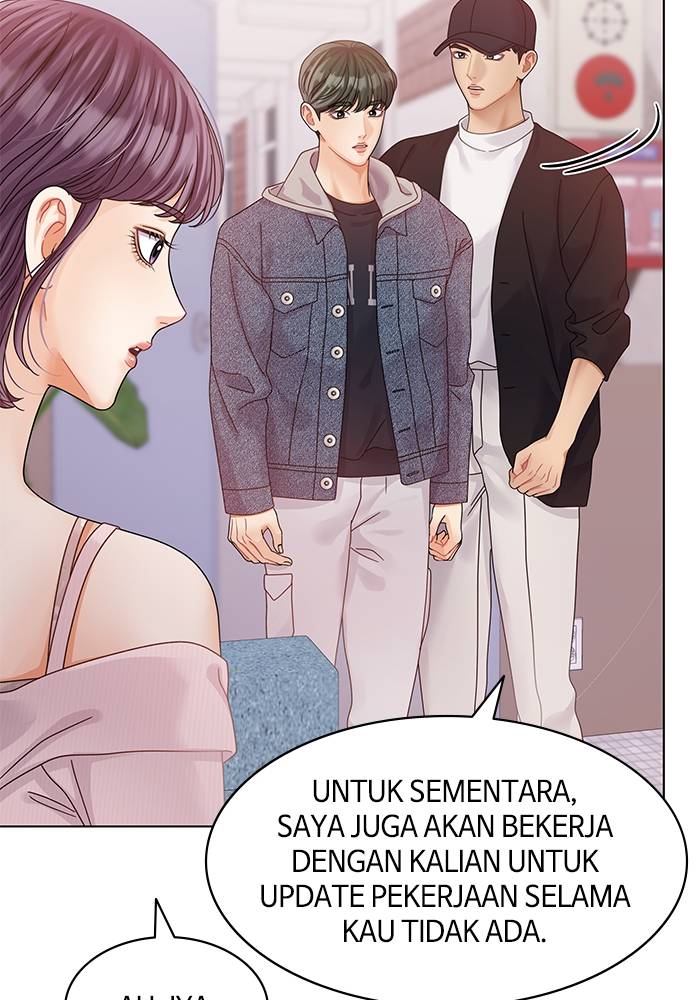 UNTUK SEMENTARA,
SAYA JUGA AKAN BEKERJA
DENGAN KALIAN UNTUK
UPDATE PEKERJAAN SELAMA
KAU TIDAK ADA.